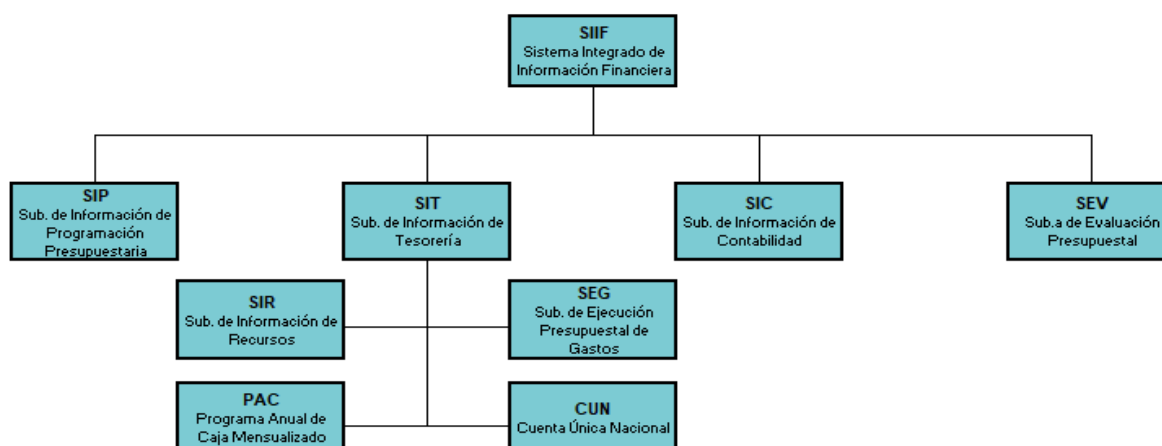 SIIF
Sistema Integrado de
Información Financiera
SIP
Sub. de Información de
Programación
Presupuestaria
SIT
Sub. de Información de
Tesorería
SIC
Sub. de Información de
Contabilidad
SEV
Sub.a de Evaluación
Presupuestal
SIR
Sub. de Información de
Recursos
SEG
Sub. de Ejecución
Presupuestal de
Gastos
PAC
Programa Anual de
Caja Mensualizado
CUN
Cuenta Única Nacional